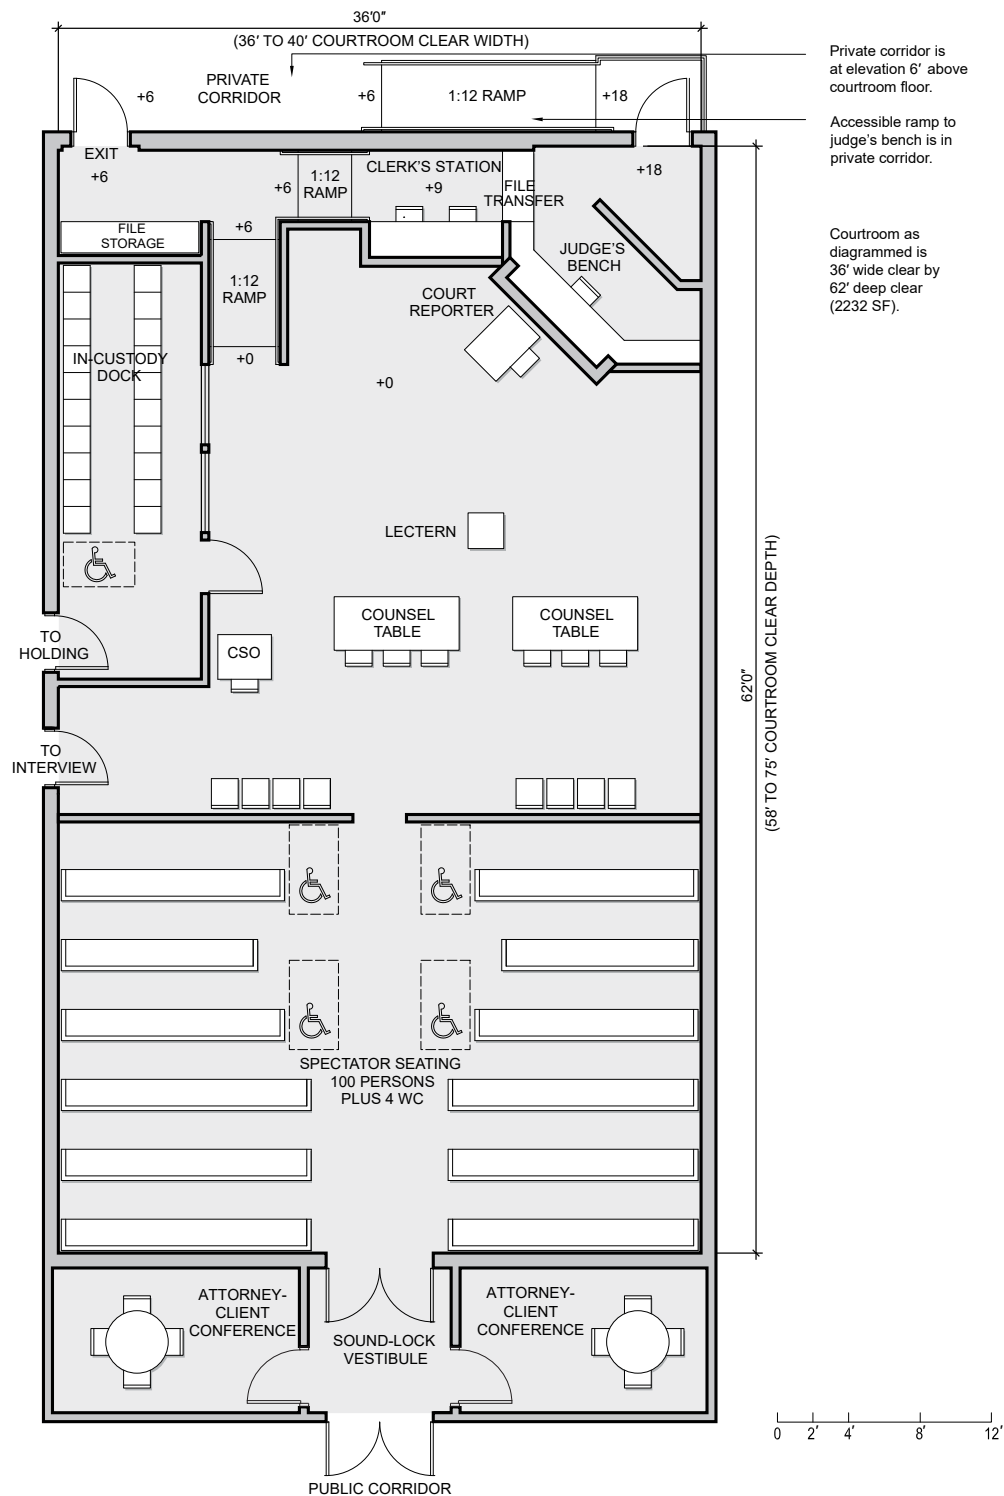 36'0"
(36' TO 40' COURTROOM CLEAR WIDTH)
PRIVATE
CORRIDOR
+6
+6
1:12 RAMP
+18
Private corridor is
at elevation 6' above
courtroom floor.
Accessible ramp to
judge's bench is in
private corridor.
EXIT
+6
+6
1:12
RAMP
CLERK'S STATION
+9
FILE
TRANSFER
+18
FILE
STORAGE
+6
JUDGE'S
BENCH
Courtroom as
diagrammed is
36' wide clear by
62' deep clear
(2232 SF).
1:12
RAMP
COURT
REPORTER
+0
IN-CUSTODY
DOCK
+0
LECTERN
COUNSEL
TABLE
COUNSEL
TABLE
TO
HOLDING
CSO
62'0"
(58' TO 75' COURTROOM CLEAR DEPTH)
TO
INTERVIEW
SPECTATOR SEATING
100 PERSONS
PLUS 4 WC
ATTORNEY-
CLIENT
CONFERENCE
ATTORNEY-
CLIENT
CONFERENCE
SOUND-LOCK
VESTIBULE
0 2' 4' 8' 12'
PUBLIC CORRIDOR